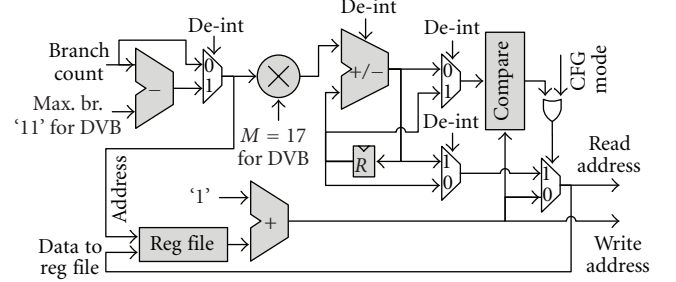 De-int
De-int
Branch
count
0
1
−
Max. br.
‘11’ for DVB
M = 17
for DVB
+/−
De-int
0
1
Compare
CFG
mode
De-int
R
1
0
1
0
Read
address
Address
‘1’
+
Reg file
Data to
reg file
Write
address